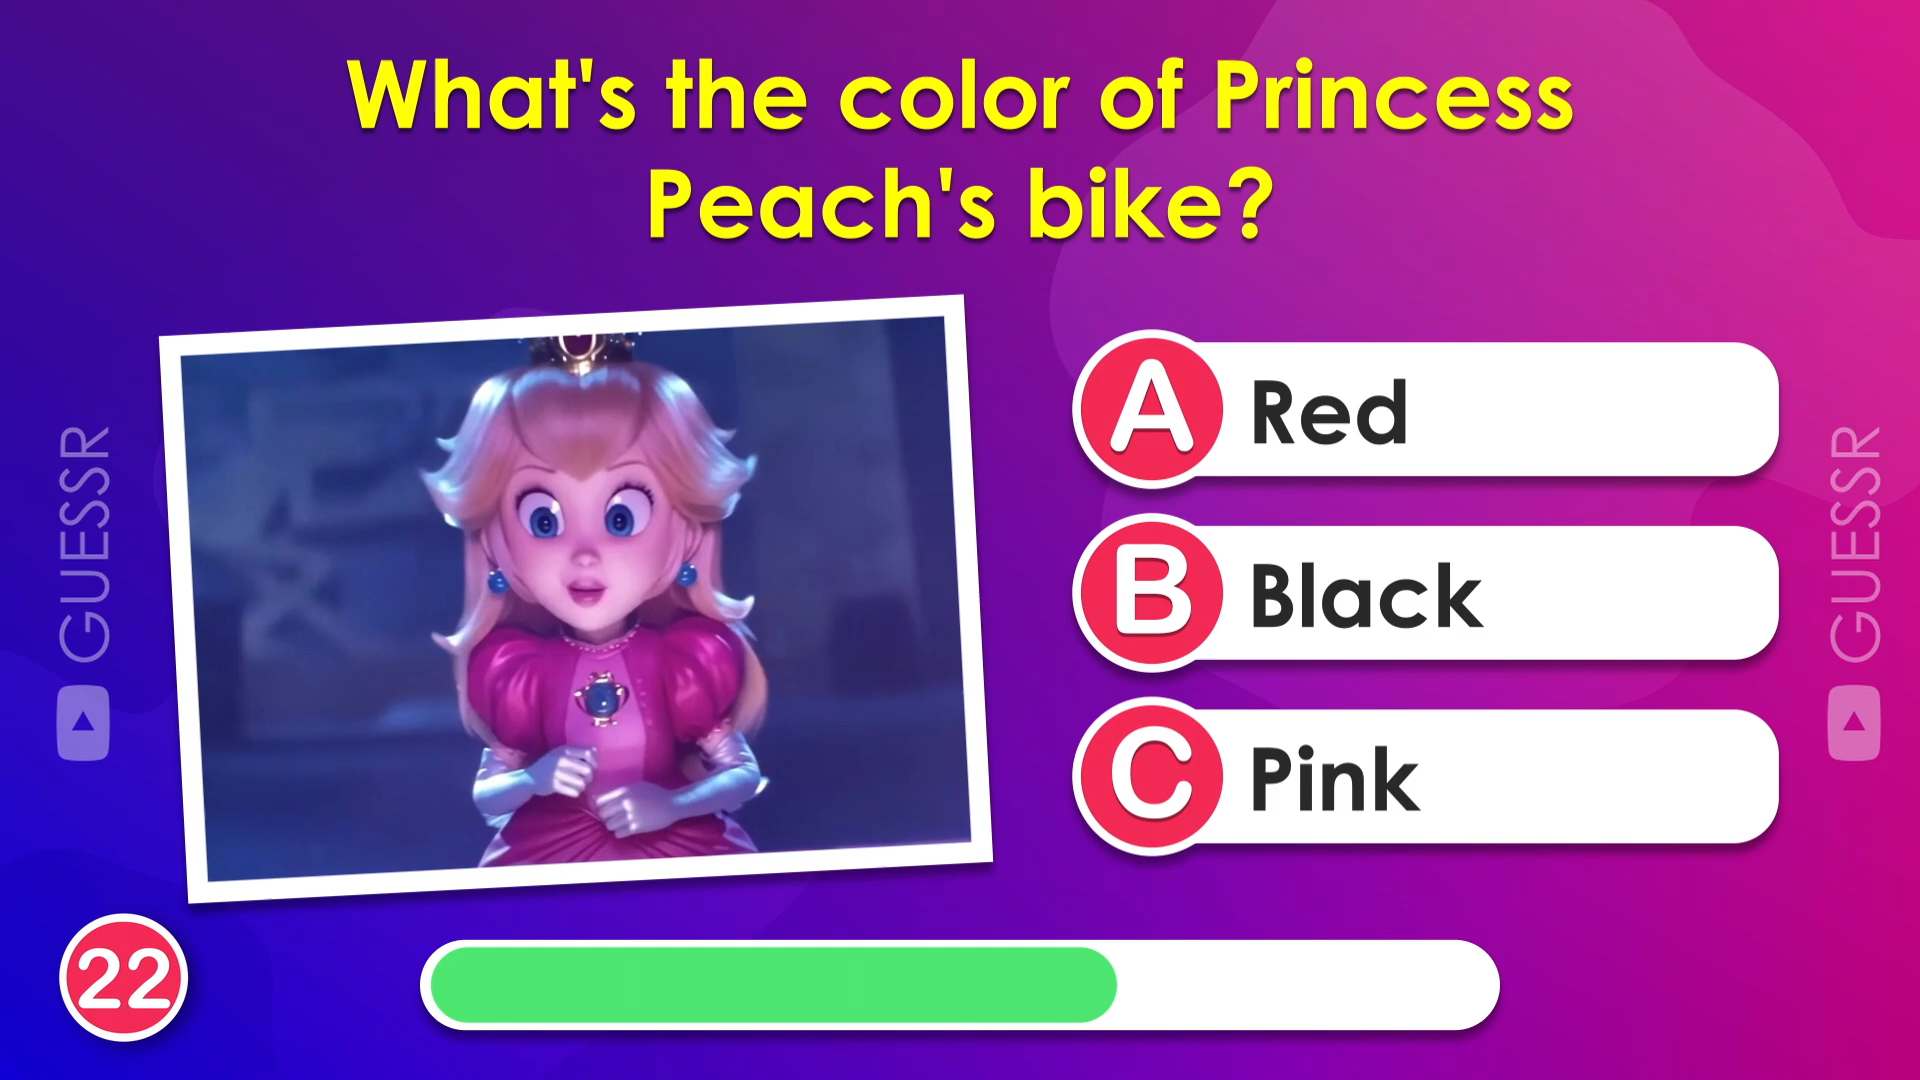 What's the color of Princess
Peach's bike?
A Red
B Black
C Pink
GUESSR
GUESSR
22